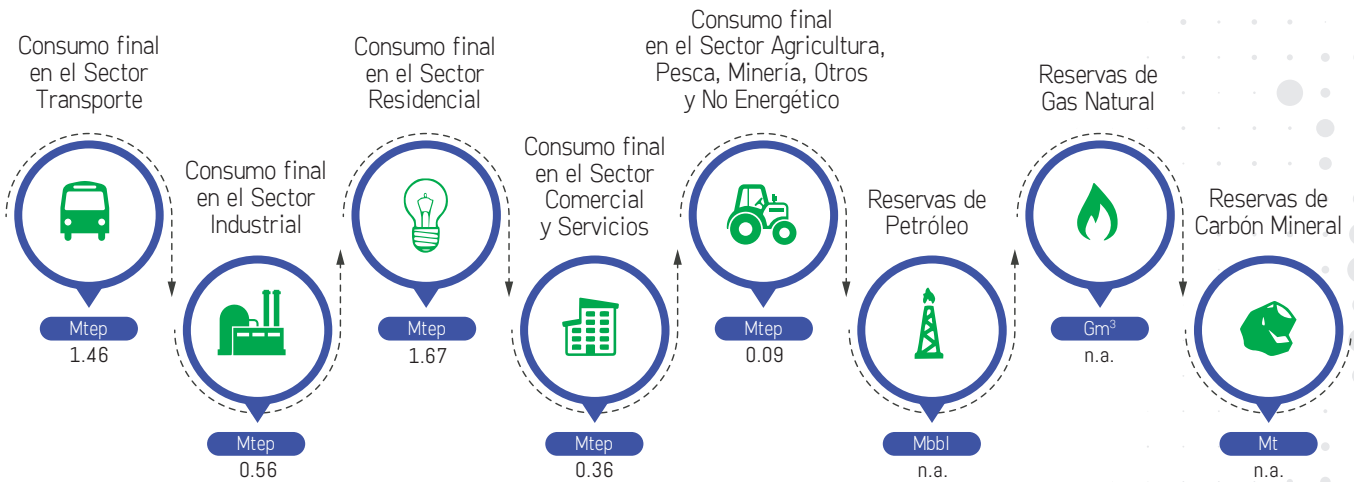 Consumo final
en el Sector
Transporte
Mtep
1.46
Consumo final
en el Sector
Industrial
Mtep
0.56
Consumo final
en el Sector
Residencial
Mtep
1.67
Consumo final
en el Sector
Comercial
y Servicios
Mtep
0.36
Consumo final
en el Sector Agricultura,
Pesca, Minería, Otros
y No Energético
Mtep
0.09
Reservas de
Petróleo
Mbbl
n.a.
Reservas de
Gas Natural
Gm³
n.a.
Reservas de
Carbón Mineral
Mt
n.a.